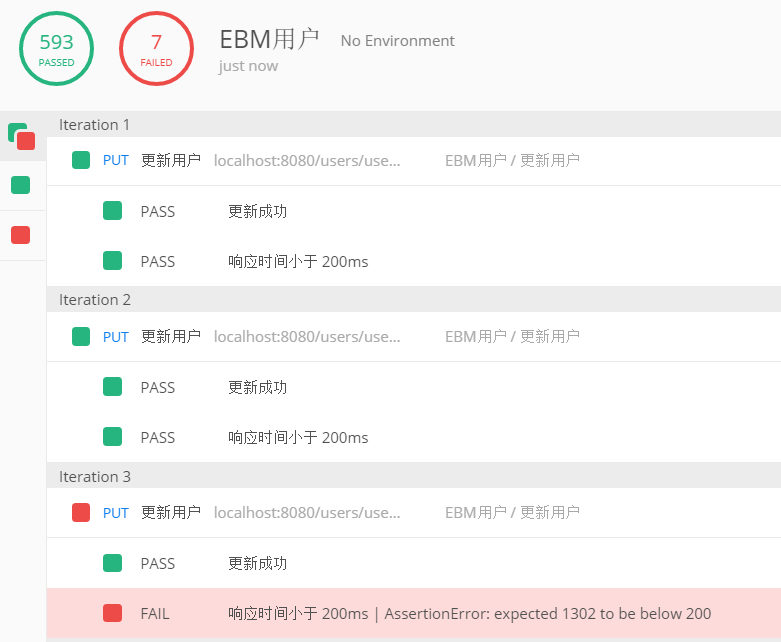 593
PASSED
7
FAILED
EBM用户 No Environment
just now
Iteration 1
PUT 更新用户 localhost:8080/users/use... EBM用户 / 更新用户
PASS 更新成功
PASS 响应时间小于 200ms
Iteration 2
PUT 更新用户 localhost:8080/users/use... EBM用户 / 更新用户
PASS 更新成功
PASS 响应时间小于 200ms
Iteration 3
PUT 更新用户 localhost:8080/users/use... EBM用户 / 更新用户
PASS 更新成功
FAIL 响应时间小于 200ms | AssertionError: expected 1302 to be below 200